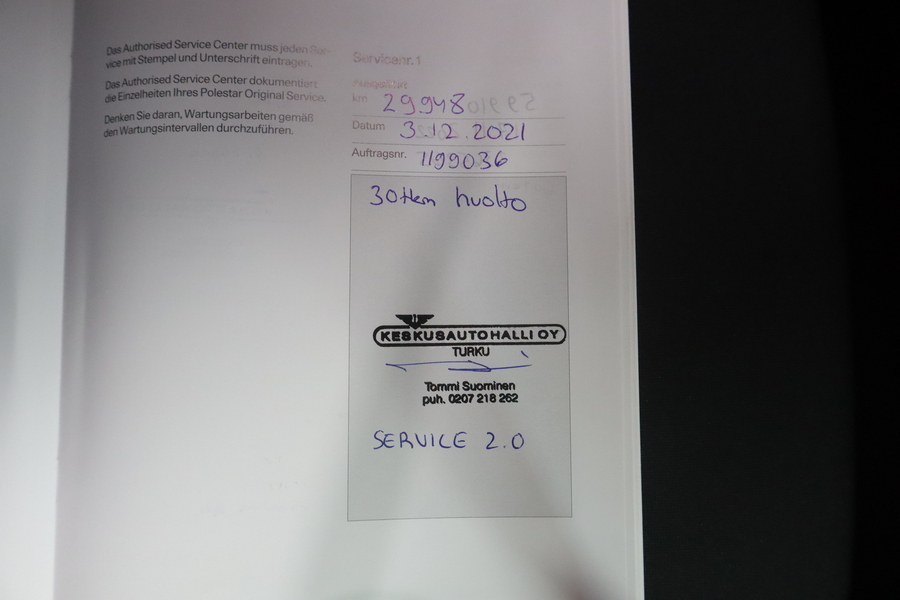 Das Authorised Service Center muss jeden Ser-
vice mit Stempel und Unterschrift eintragen.
Das Authorised Service Center dokumentiert
die Einzelheiten Ihres Polestar Original Service.
Denken Sie daran, Wartungsarbeiten gemäß
den Wartungsintervallen durchzuführen.
Servicenr. 1
km 29.948
Datum 3.12.2021
Auftragsnr. 1199036
30tkm huolto
KESKUSAUTOHALLI OY
TURKU
Tommi Suominen
puh. 0207 218 262
SERVICE 2.0